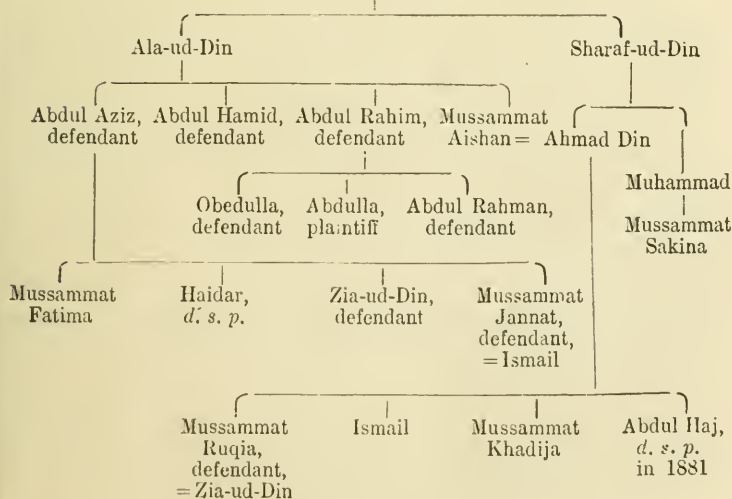 Ala-ud-Din Sharaf-ud-Din
Abdul Aziz, Abdul Hamid, Abdul Rahim, Mussammat
defendant defendant defendant Aishan = Ahmad Din
Muhammad
Obedulla, Abdulla, Abdul Rahman,
defendant plaintiff defendant
Mussammat
Sakina
Mussammat Haidar, Zia-ud-Din, Mussammat
Fatima d. s. p. defendant Jannat,
defendant,
= Ismail
Mussammat Ismail Mussammat Abdul Haj,
Ruqia, Khadija d. s. p.
defendant, in 1881
= Zia-ud-Din